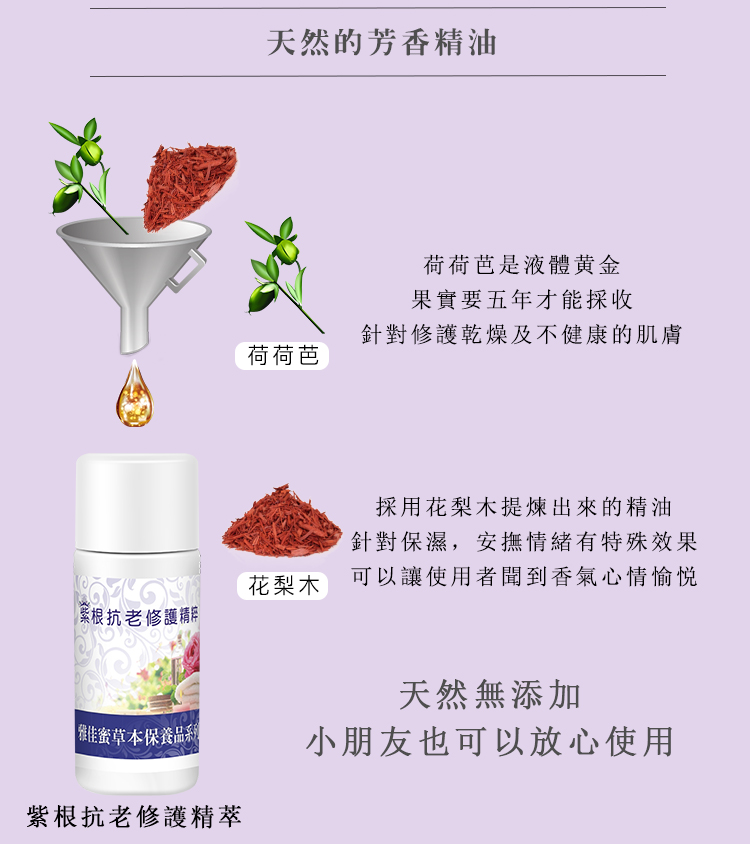 天然的芳香精油
荷荷芭是液體黄金
果實要五年才能採收
針對修護乾燥及不健康的肌膚
荷荷芭
採用花梨木提煉出來的精油
針對保濕，安撫情緒有特殊效果
可以讓使用者聞到香氣心情愉悦
花梨木
紫根抗老修護精粹
雅佳蜜草本保養品系列
天然無添加
小朋友也可以放心使用
紫根抗老修護精萃